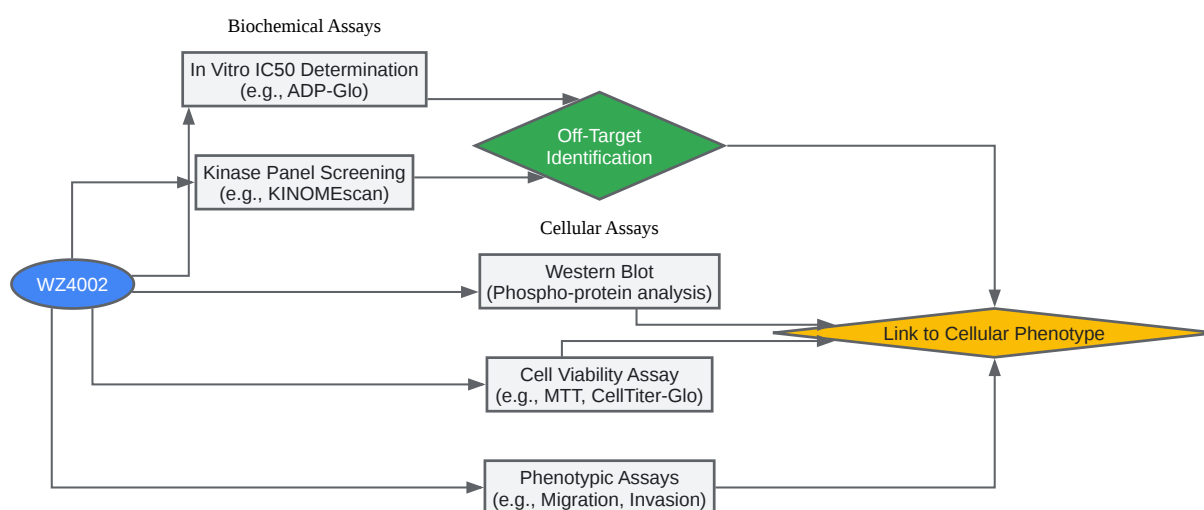 Biochemical Assays
In Vitro IC50 Determination
(e.g., ADP-Glo)
Off-Target
Identification
Kinase Panel Screening
(e.g., KINOMEscan)
Cellular Assays
WZ4002
Western Blot
(Phospho-protein analysis)
Link to Cellular Phenotype
Cell Viability Assay
(e.g., MTT, CellTiter-Glo)
Phenotypic Assays
(e.g., Migration, Invasion)